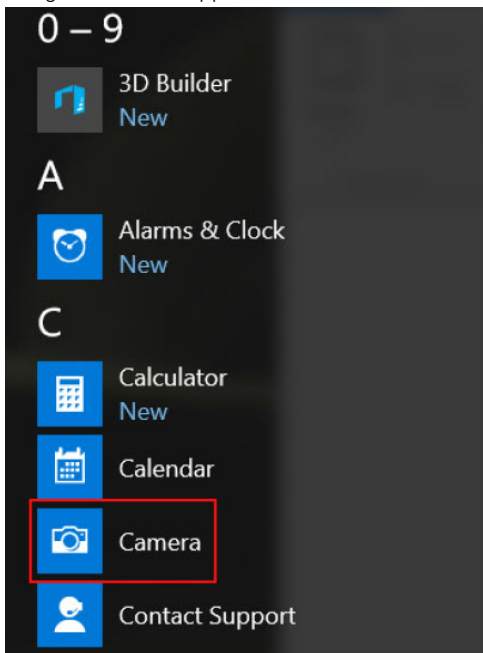 0 – 9
3D Builder
New
A
Alarms & Clock
New
C
Calculator
New
Calendar
Camera
Contact Support